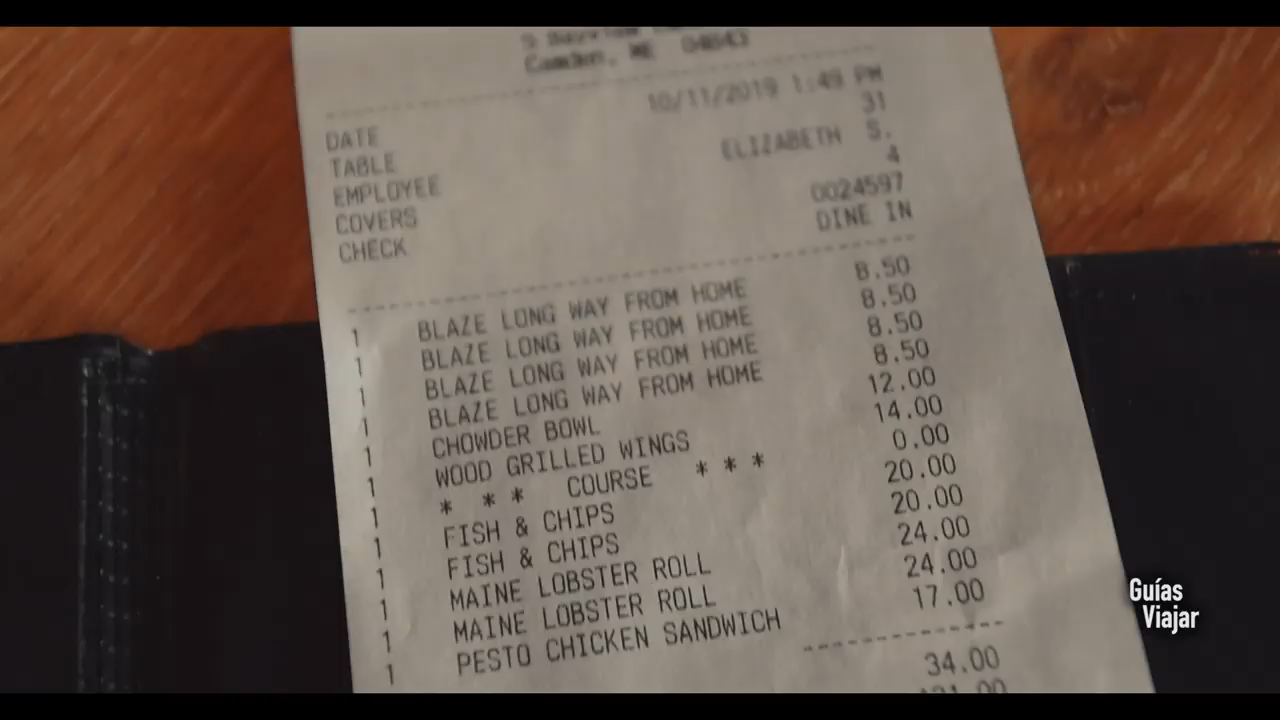 Camden, ME 04843
10/11/2019 1:49 PM
DATE 31
TABLE ELIZABETH S.
EMPLOYEE 4
COVERS 0024597
CHECK DINE IN
1 BLAZE LONG WAY FROM HOME 8.50
1 BLAZE LONG WAY FROM HOME 8.50
1 BLAZE LONG WAY FROM HOME 8.50
1 BLAZE LONG WAY FROM HOME 8.50
1 CHOWDER BOWL 12.00
1 WOOD GRILLED WINGS 14.00
1 * * * COURSE * * * 0.00
1 FISH & CHIPS 20.00
1 FISH & CHIPS 20.00
1 MAINE LOBSTER ROLL 24.00
1 MAINE LOBSTER ROLL 24.00
1 PESTO CHICKEN SANDWICH 17.00
34.00
Guías
Viajar